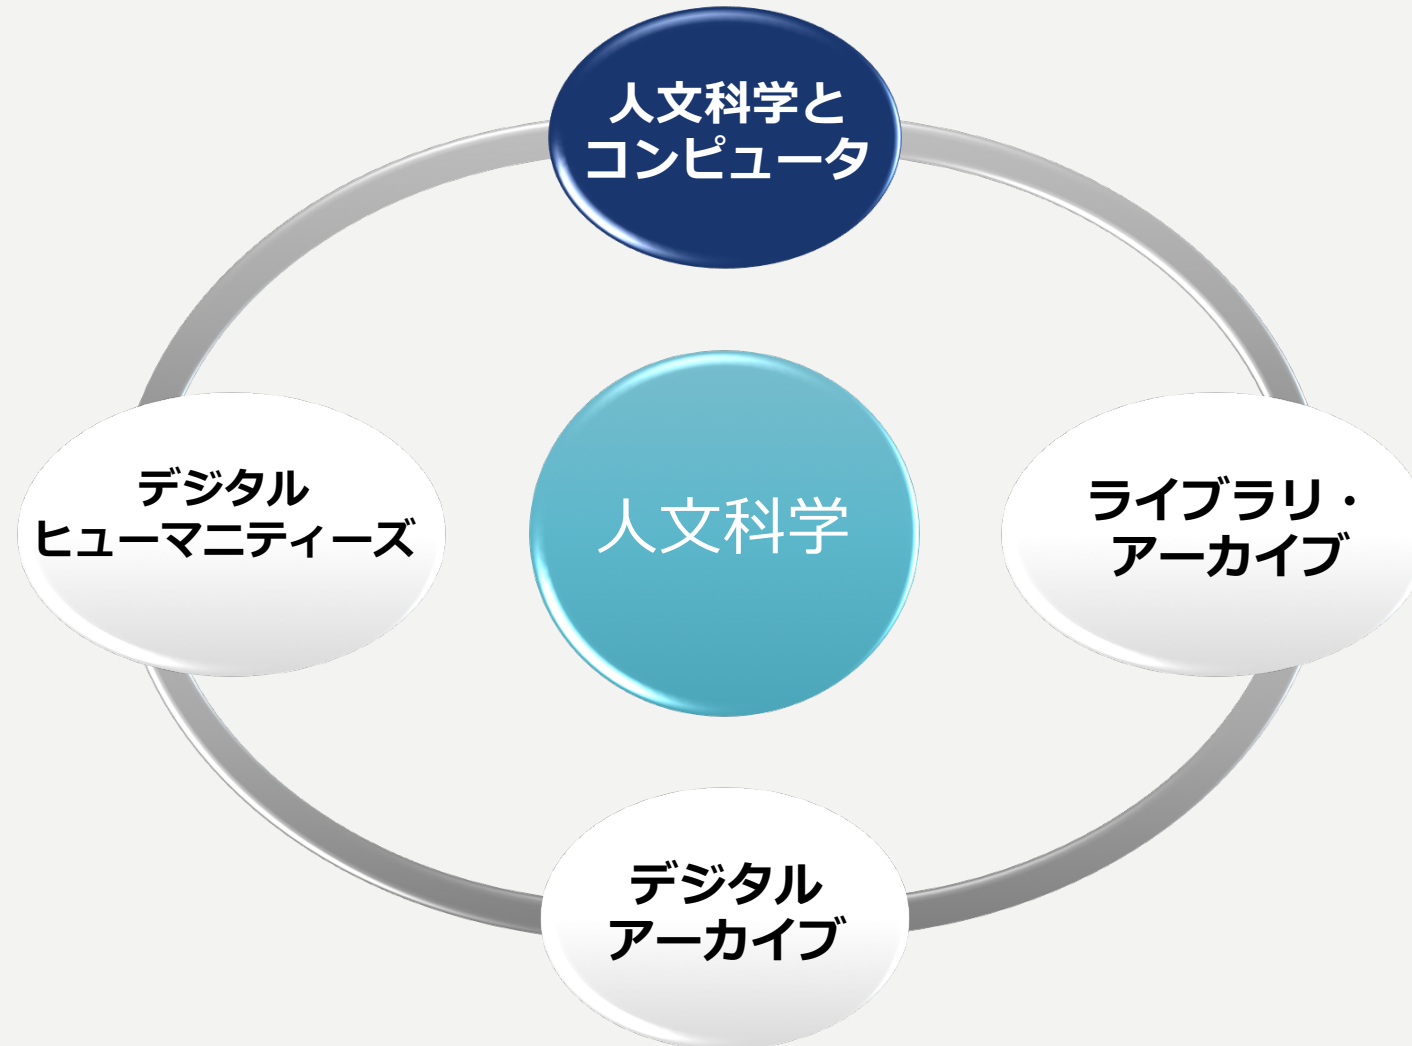 人文科学と
コンピュータ
デジタル
ヒューマニティーズ
人文科学
ライブラリ・
アーカイブ
デジタル
アーカイブ